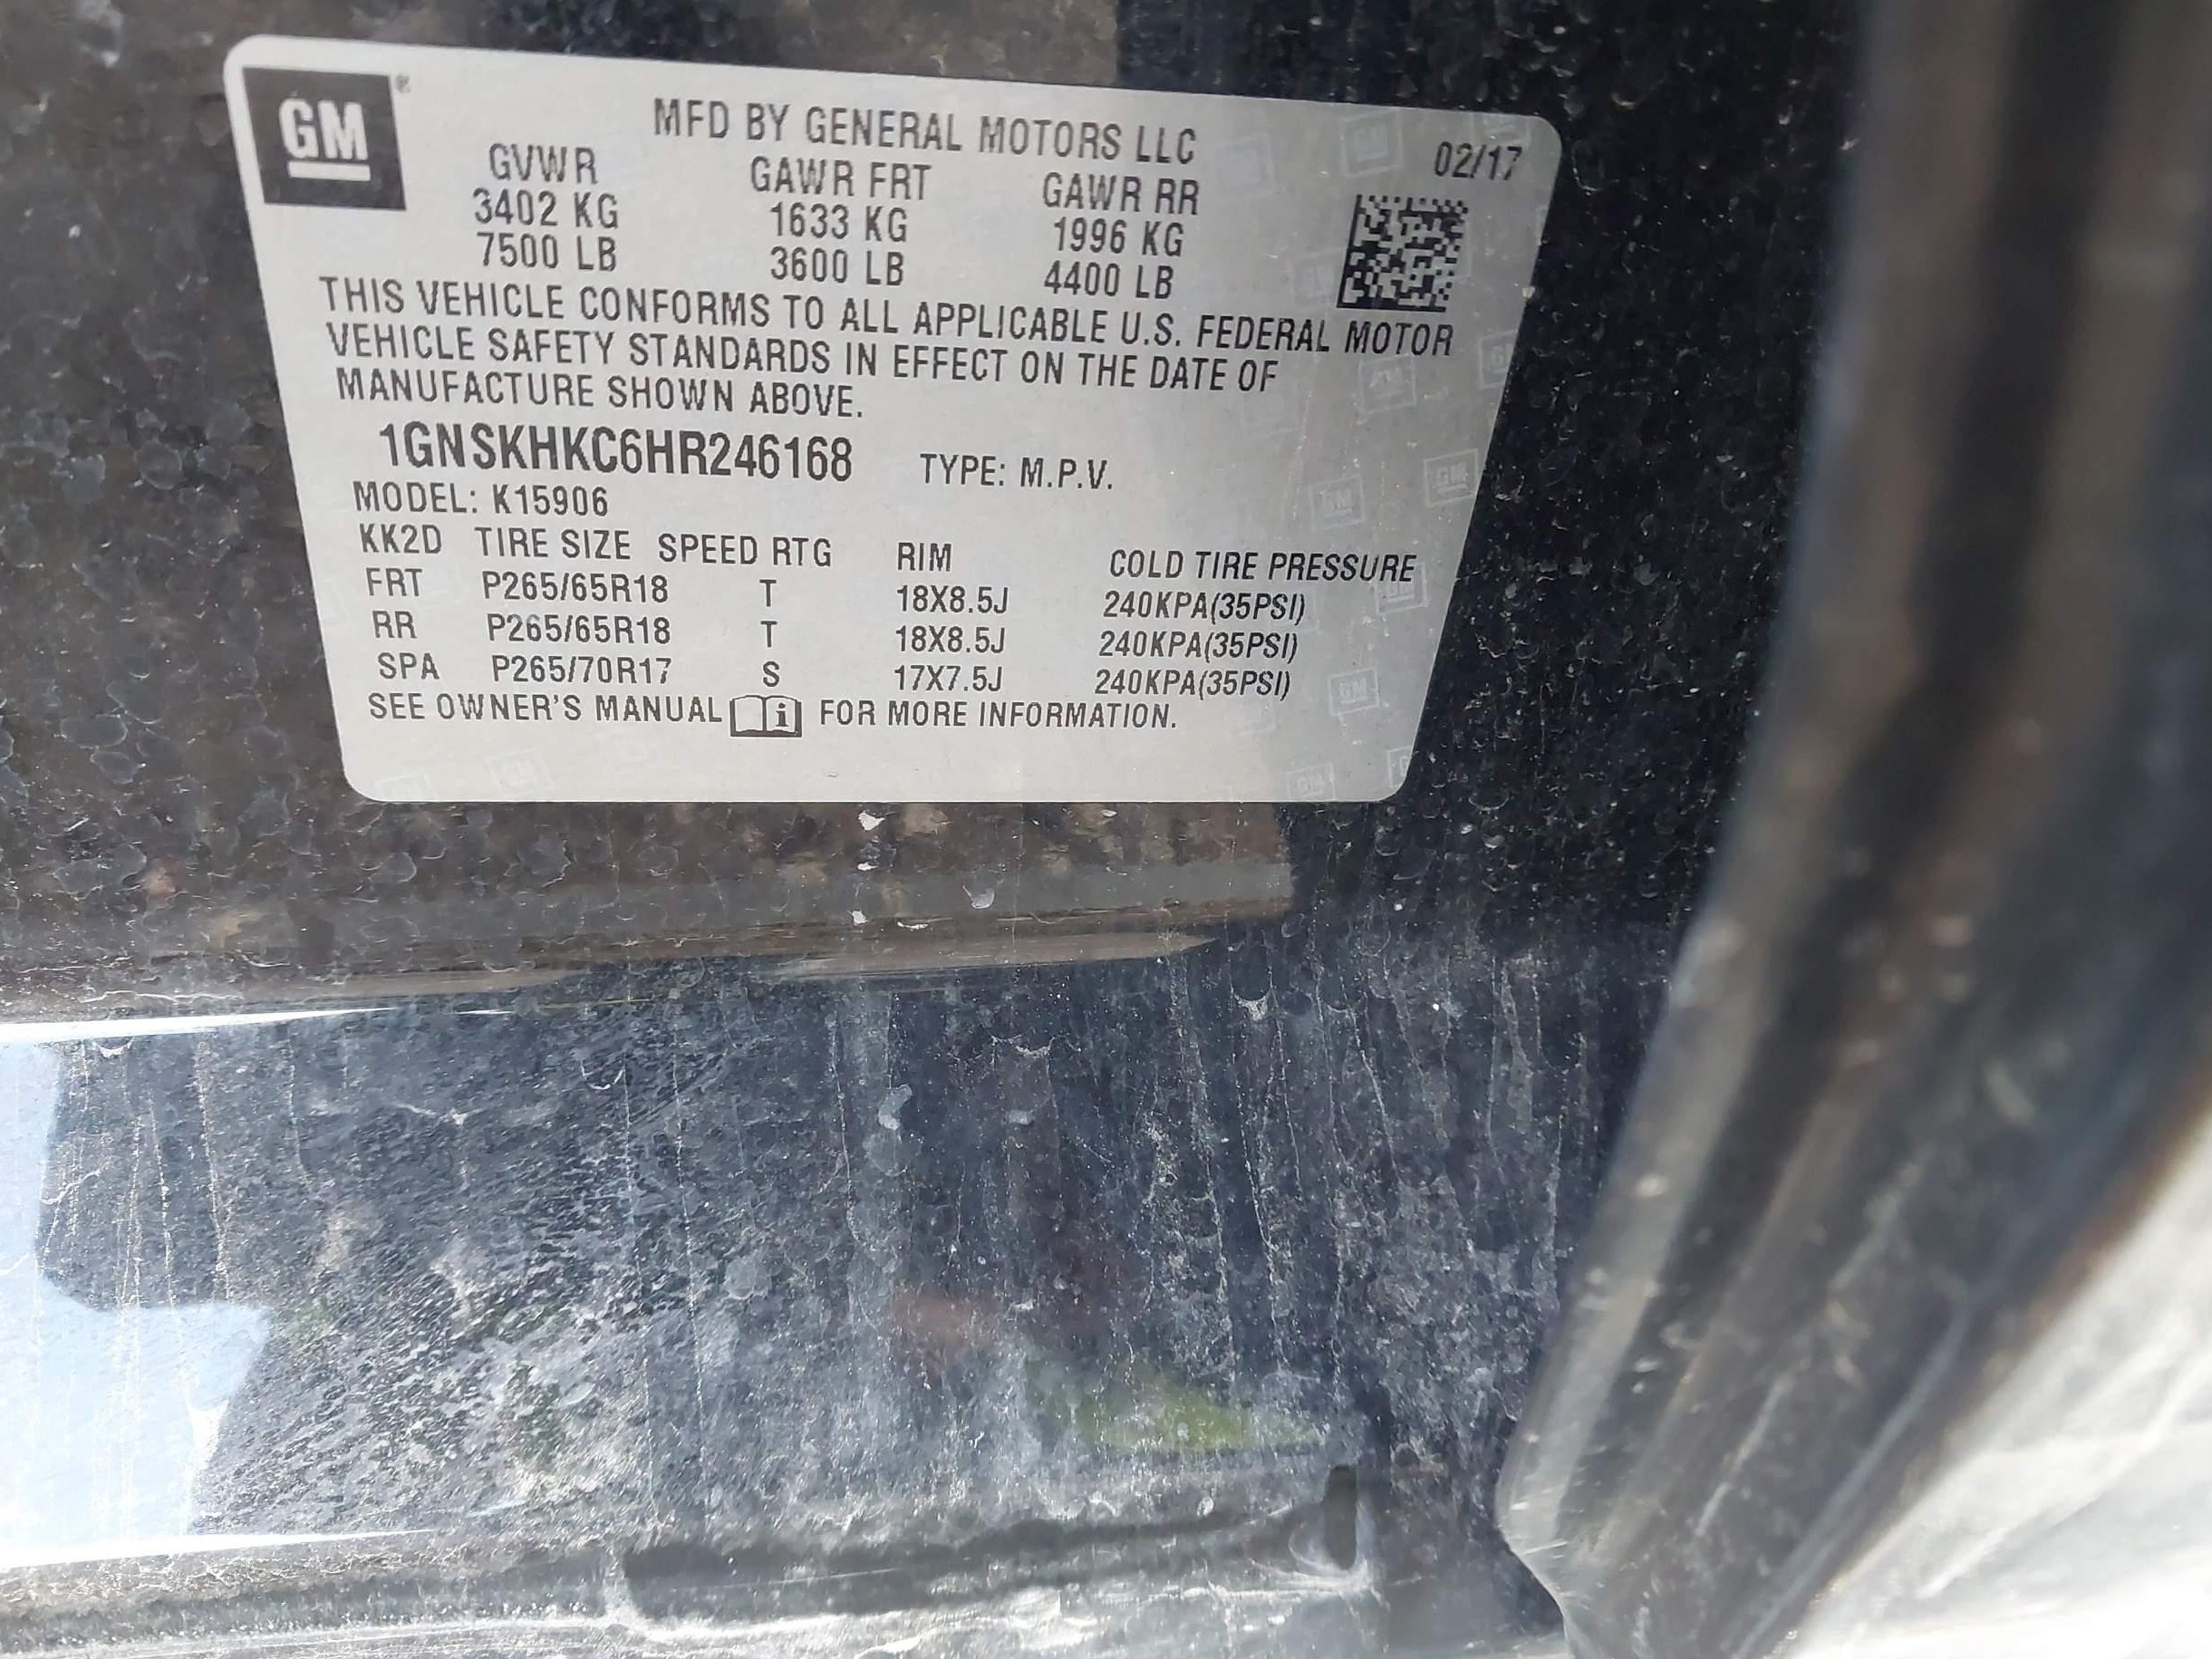 GM ®
MFD BY GENERAL MOTORS LLC
02/17
GVWR GAWR FRT GAWR RR
3402 KG 1633 KG 1996 KG
7500 LB 3600 LB 4400 LB
THIS VEHICLE CONFORMS TO ALL APPLICABLE U.S. FEDERAL MOTOR
VEHICLE SAFETY STANDARDS IN EFFECT ON THE DATE OF
MANUFACTURE SHOWN ABOVE.
1GNSKHKC6HR246168 TYPE: M.P.V.
MODEL: K15906
KK2D TIRE SIZE SPEED RTG RIM COLD TIRE PRESSURE
FRT P265/65R18 T 18X8.5J 240KPA(35PSI)
RR P265/65R18 T 18X8.5J 240KPA(35PSI)
SPA P265/70R17 S 17X7.5J 240KPA(35PSI)
SEE OWNER'S MANUAL i FOR MORE INFORMATION.